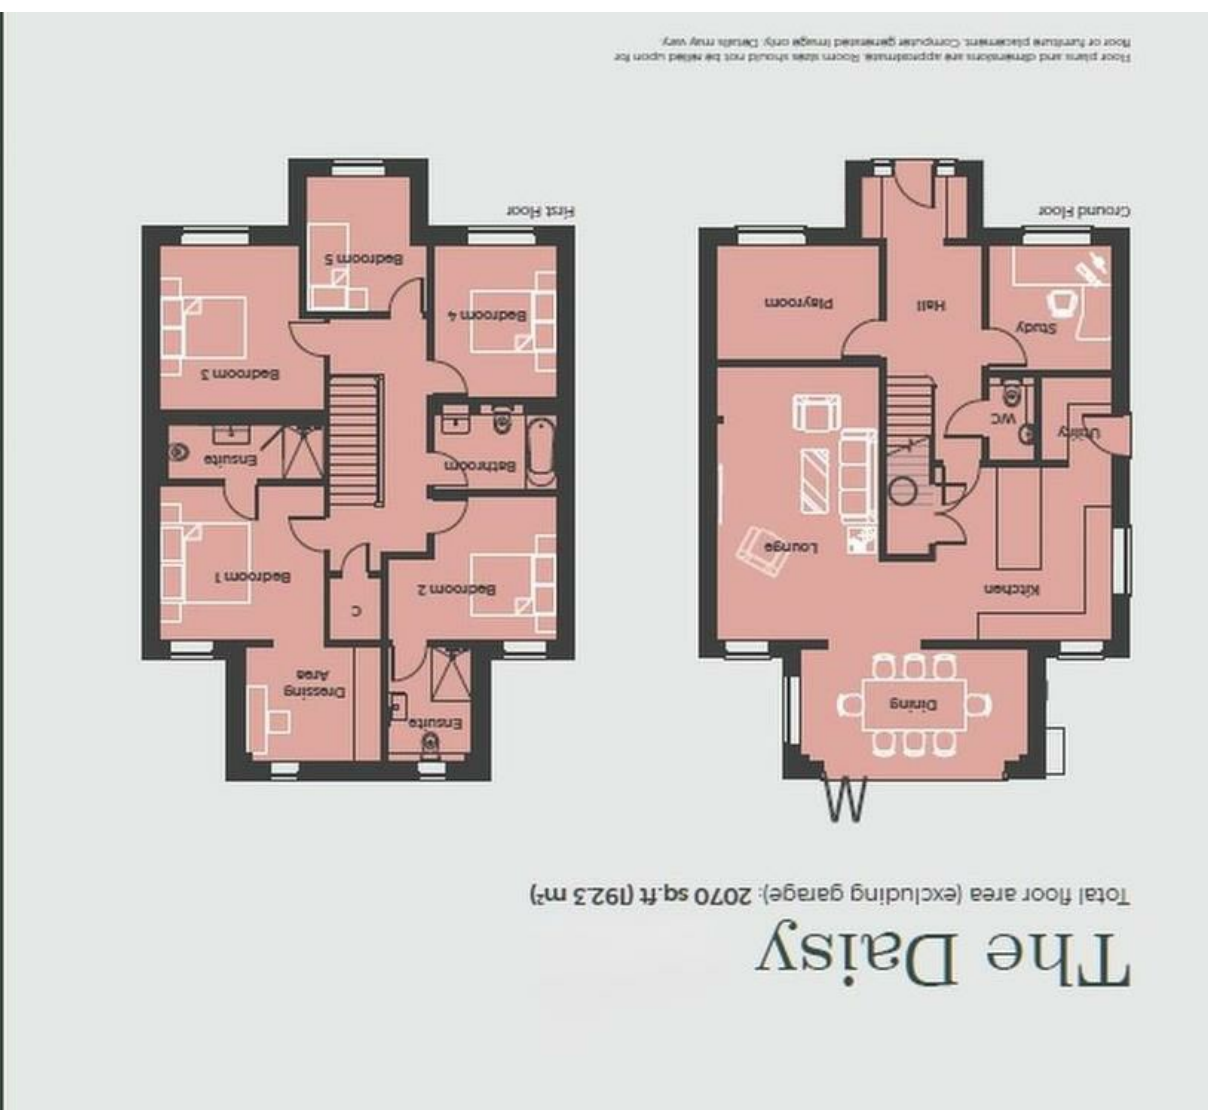 The Daisy
Total floor area (excluding garage): 2070 sq.ft (192.3 m²)
Dining
Kitchen
Lounge
Utility
WC
Study
Hall
Playroom
Ground Floor
Ensuite
Dressing
Area
Bedroom 2
C
Bedroom 1
Bathroom
Ensuite
Bedroom 4
Bedroom 3
Bedroom 5
First Floor
Floor plans and dimensions are approximate. Room sizes should not be relied upon for
floor or furniture placement. Computer generated image only. Details may vary.